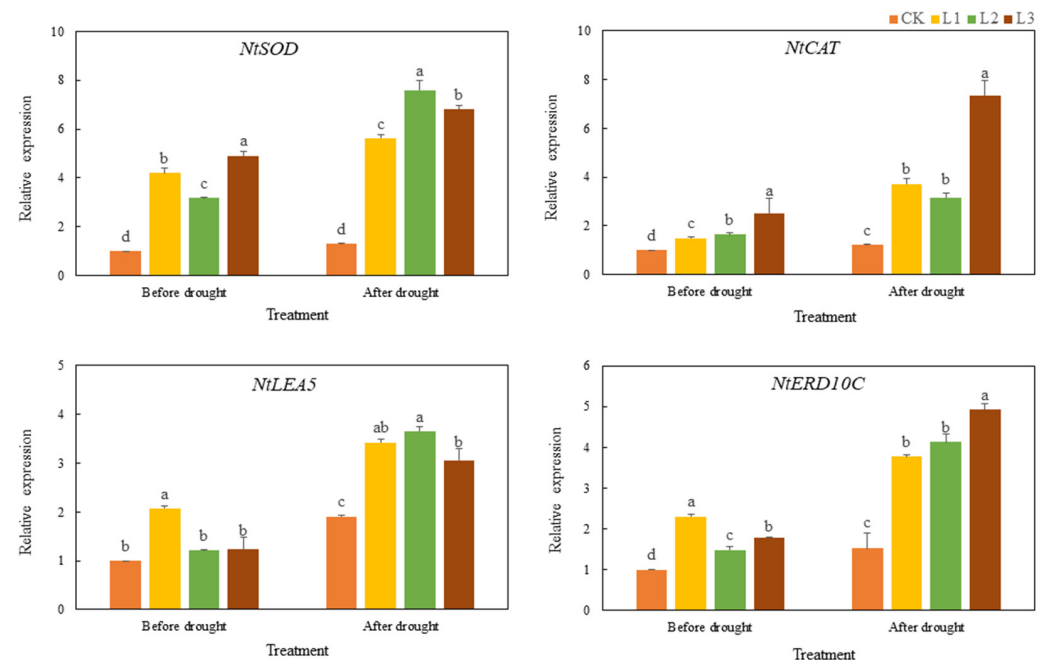 CK L1 L2 L3
NtSOD
Relative expression
10
8
6
4
2
0
d
b
c
a
d
c
a
b
Before drought
After drought
Treatment
NtCAT
Relative expression
10
8
6
4
2
0
d
c
b
a
c
b
b
a
Before drought
After drought
Treatment
NtLEA5
Relative expression
5
4
3
2
1
0
b
a
b
b
c
ab
a
b
Before drought
After drought
Treatment
NtERD10C
Relative expression
6
5
4
3
2
1
0
d
a
c
b
c
b
b
a
Before drought
After drought
Treatment